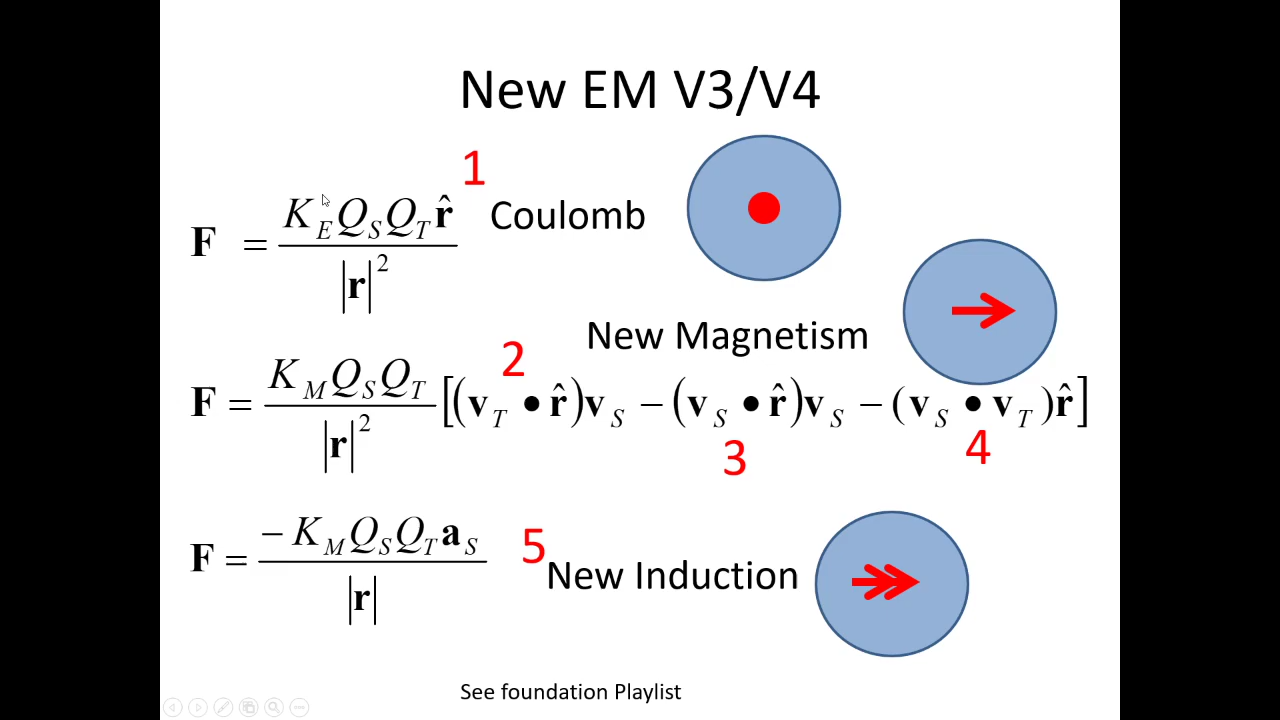 New EM V3/V4
1
F = K_E Q_S Q_T r̂ / |r|²
Coulomb
New Magnetism
2
F = K_M Q_S Q_T / |r|² [(v_T • r̂)v_S − (v_S • r̂)v_S − (v_S • v_T)r̂]
3
4
F = −K_M Q_S Q_T a_S / |r|
5
New Induction
See foundation Playlist